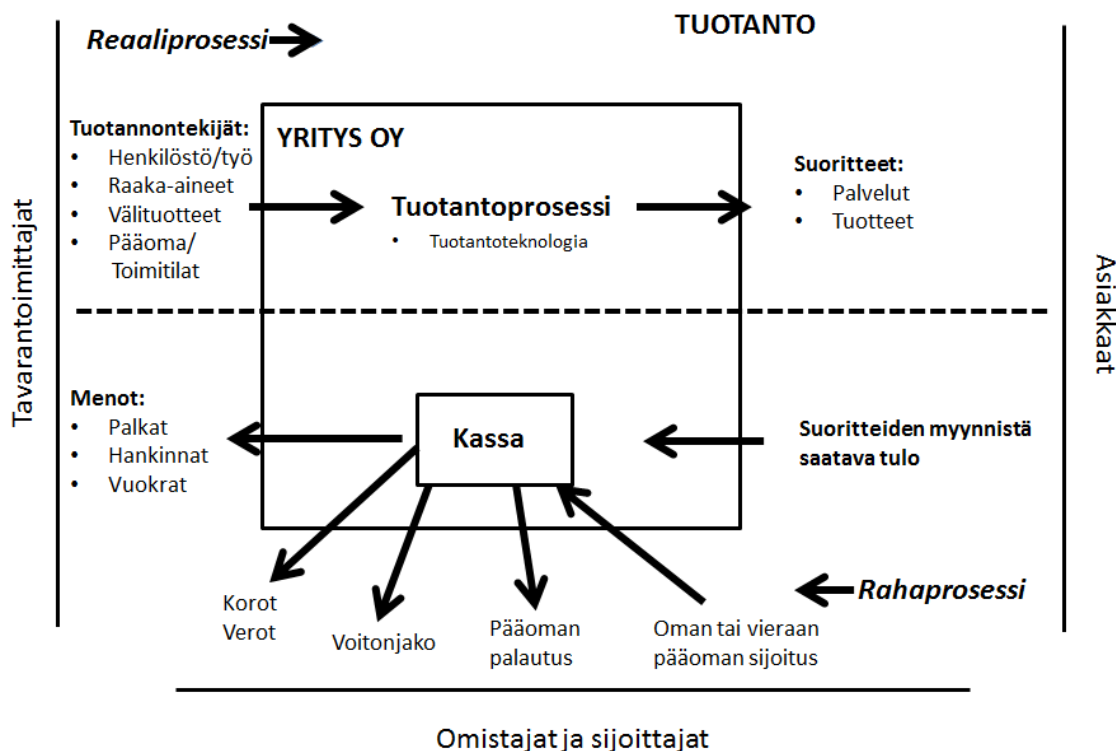 TUOTANTO
Reaaliprosessi
Tuotannontekijät:
• Henkilöstö/työ
• Raaka-aineet
• Välituotteet
• Pääoma/
Toimitilat
YRITYS OY
Tuotantoprosessi
• Tuotantoteknologia
Suoritteet:
• Palvelut
• Tuotteet
Tavarantoimittajat
Asiakkaat
Menot:
• Palkat
• Hankinnat
• Vuokrat
Kassa
Suoritteiden myynnistä
saatava tulo
Rahaprosessi
Korot
Verot
Voitonjako
Pääoman
palautus
Oman tai vieraan
pääoman sijoitus
Omistajat ja sijoittajat